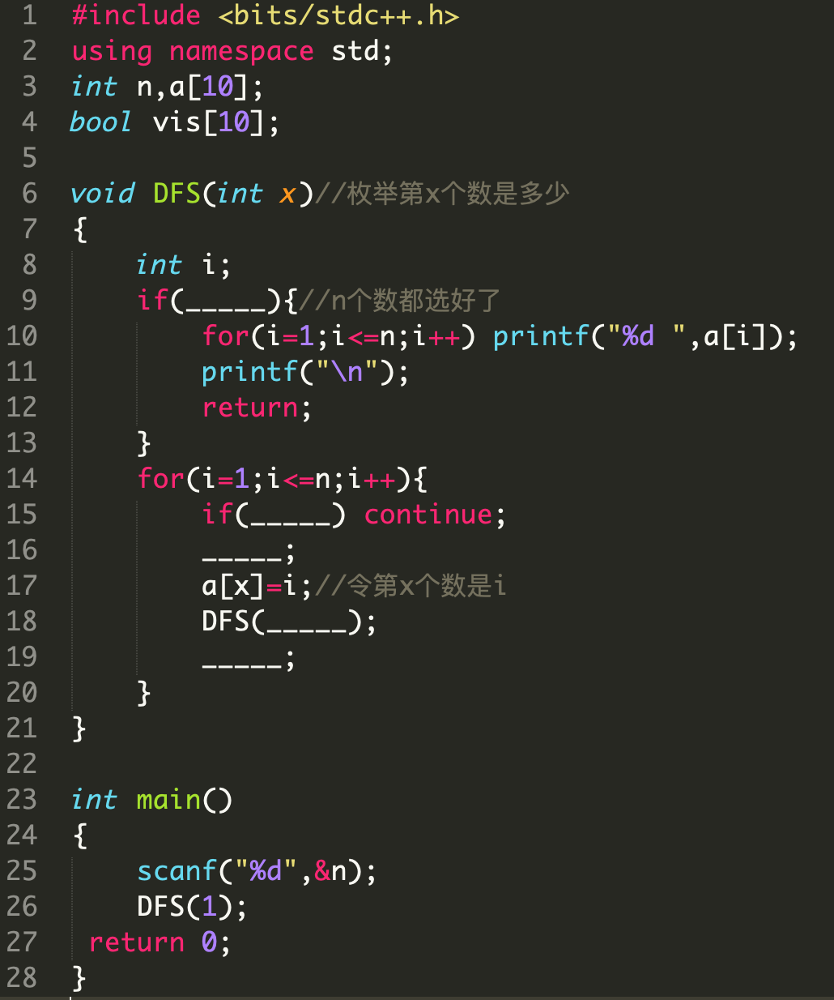 1 #include <bits/stdc++.h>
2 using namespace std;
3 int n,a[10];
4 bool vis[10];
5
6 void DFS(int x)//枚举第x个数是多少
7 {
8     int i;
9     if(_____){//n个数都选好了
10         for(i=1;i<=n;i++) printf("%d ",a[i]);
11         printf("\n");
12         return;
13     }
14     for(i=1;i<=n;i++){
15         if(_____) continue;
16         _____;
17         a[x]=i;//令第x个数是i
18         DFS(_____);
19         _____;
20     }
21 }
22
23 int main()
24 {
25     scanf("%d",&n);
26     DFS(1);
27  return 0;
28 }